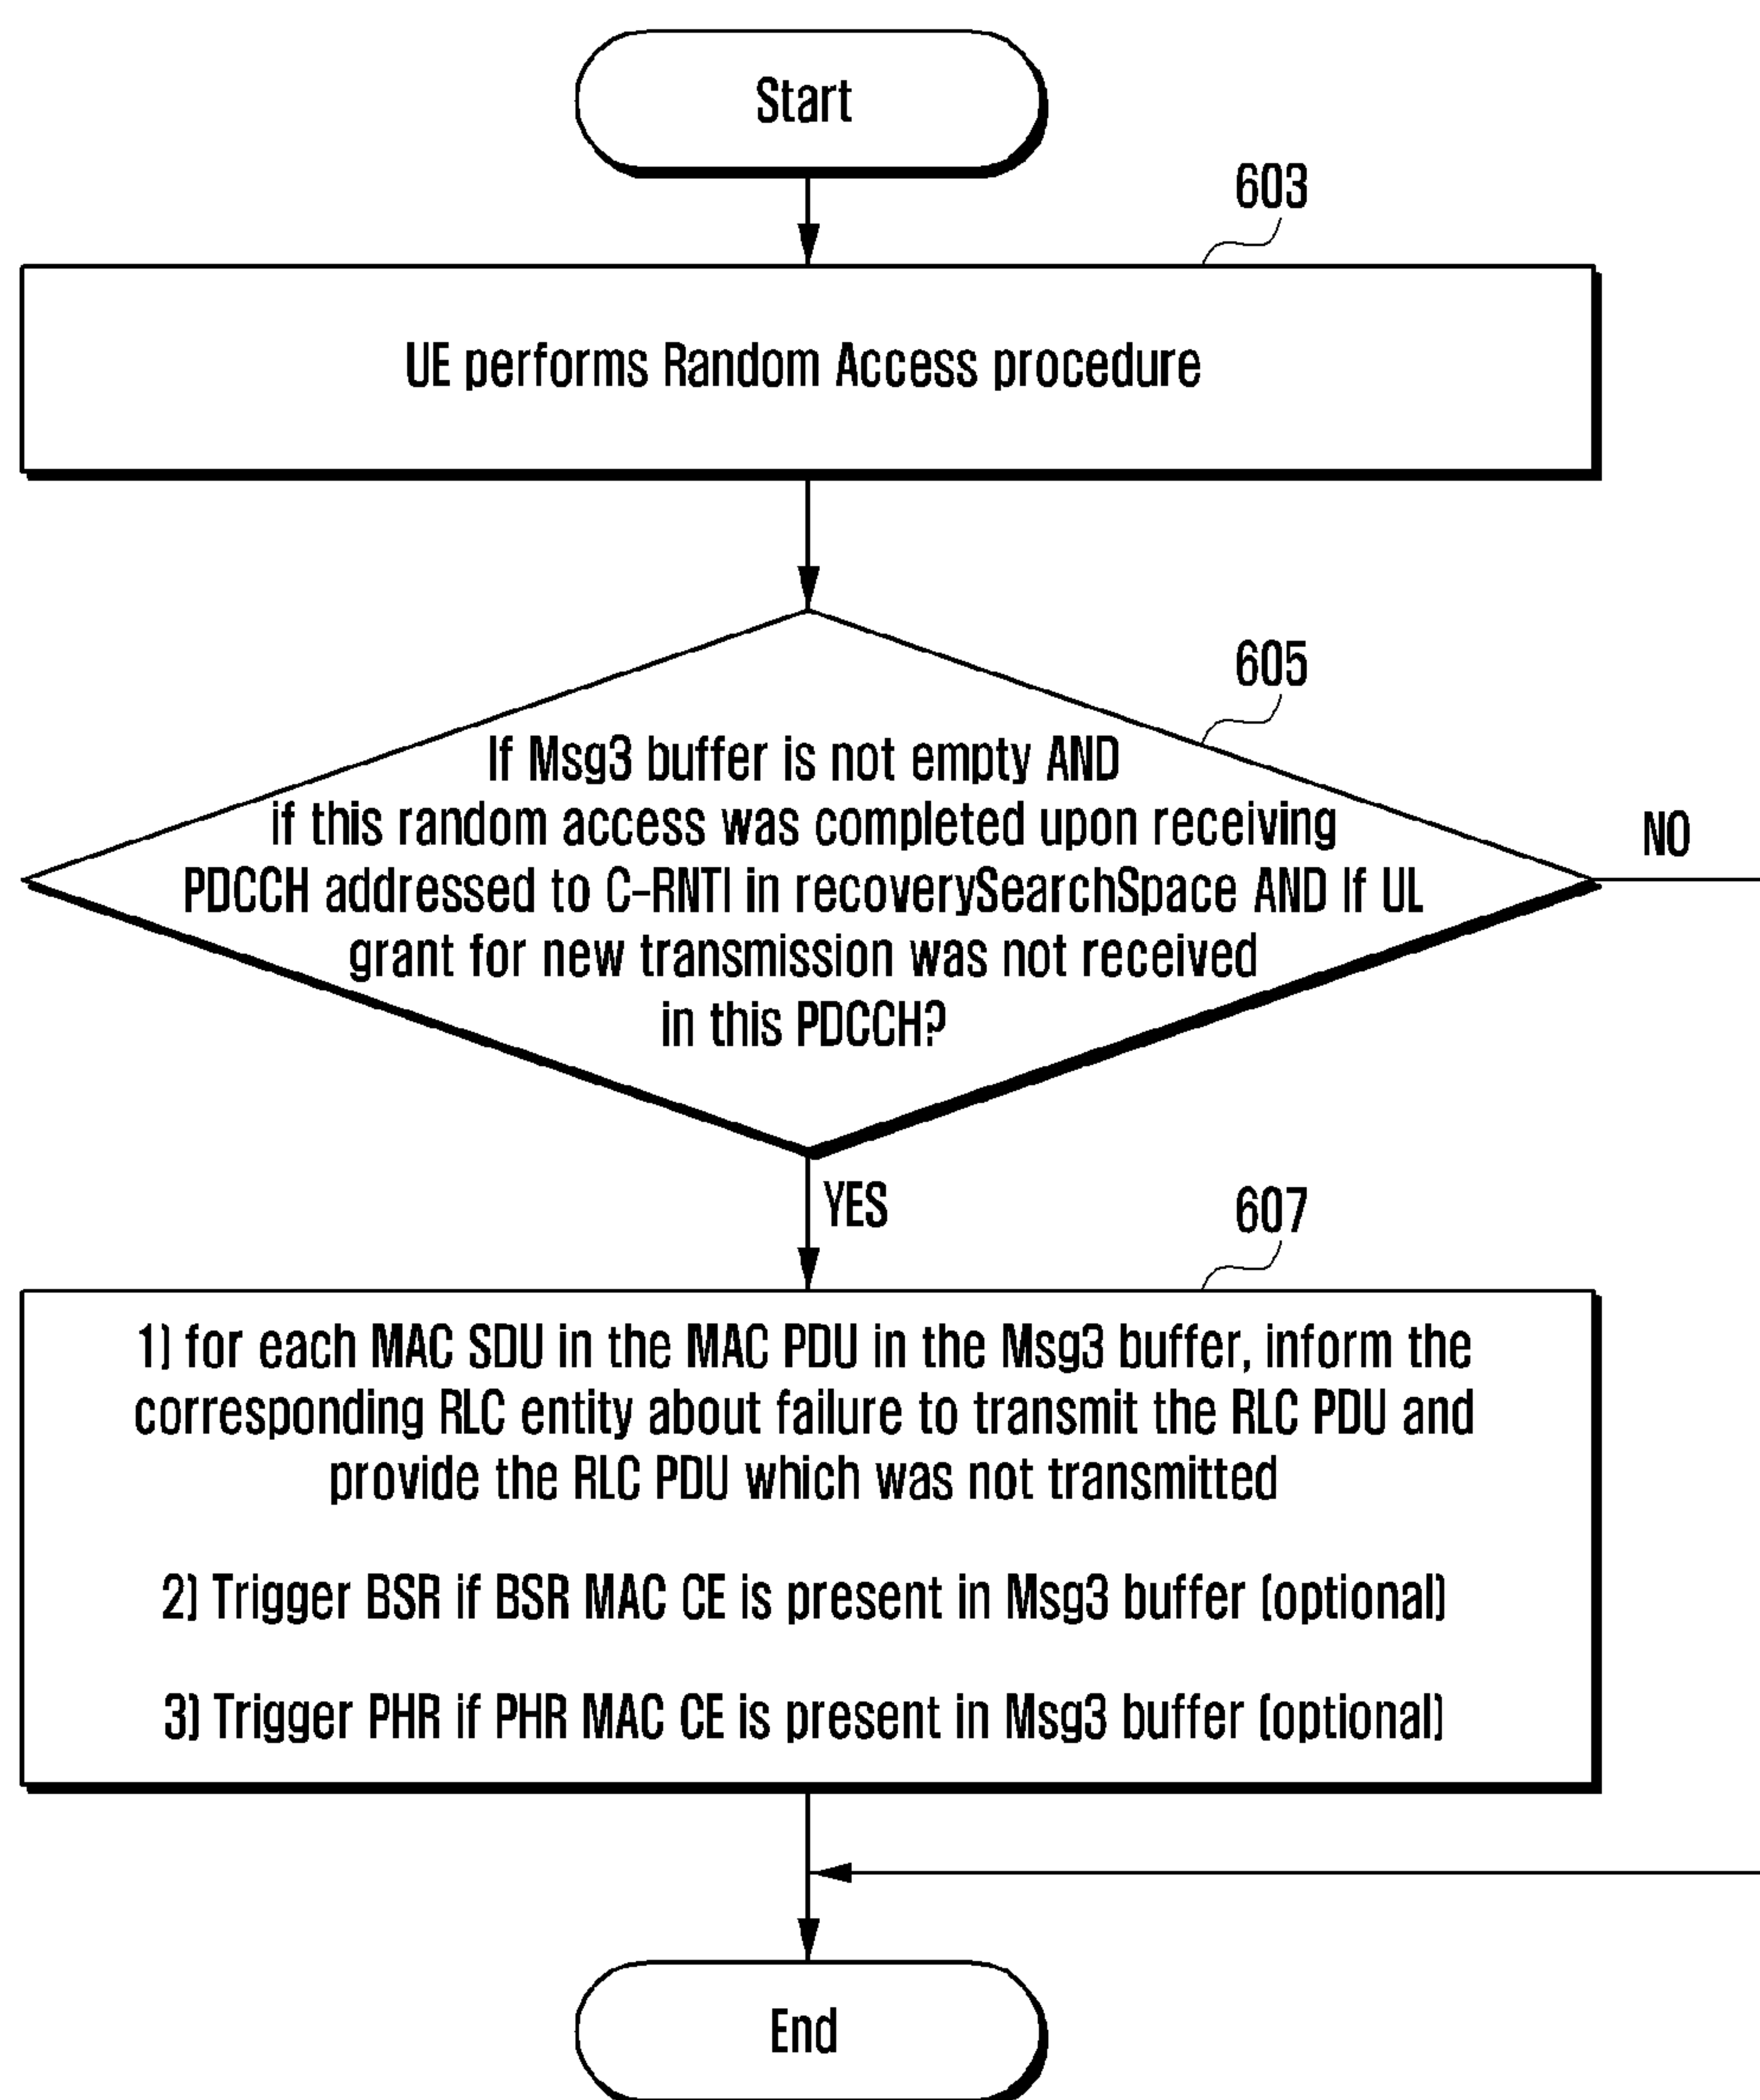 Start
603
UE performs Random Access procedure
605
If Msg3 buffer is not empty AND
if this random access was completed upon receiving
PDCCH addressed to C-RNTI in recoverySearchSpace AND If UL
grant for new transmission was not received
in this PDCCH?
NO
YES
607
1) for each MAC SDU in the MAC PDU in the Msg3 buffer, inform the
corresponding RLC entity about failure to transmit the RLC PDU and
provide the RLC PDU which was not transmitted
2) Trigger BSR if BSR MAC CE is present in Msg3 buffer (optional)
3) Trigger PHR if PHR MAC CE is present in Msg3 buffer (optional)
End